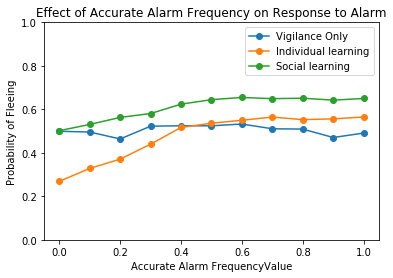 Effect of Accurate Alarm Frequency on Response to Alarm
Vigilance Only
Individual learning
Social learning
Probability of Fleeing
1.0
0.8
0.6
0.4
0.2
0.0
0.0 0.2 0.4 0.6 0.8 1.0
Accurate Alarm FrequencyValue